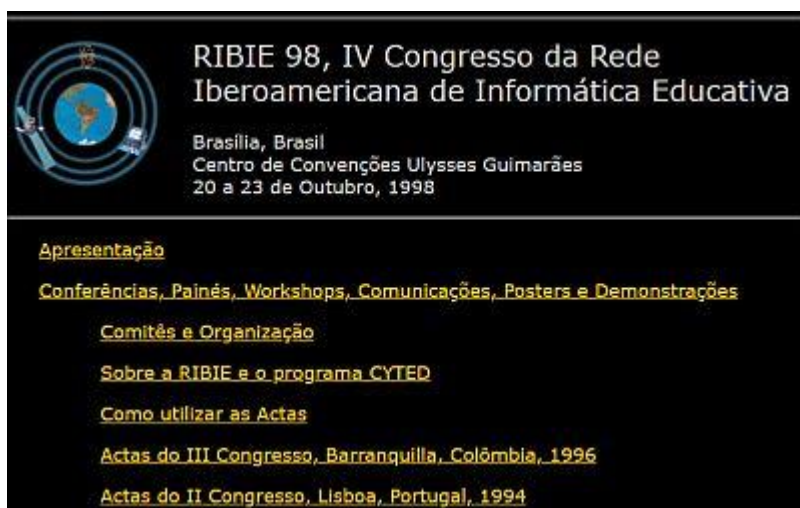 RIBIE 98, IV Congresso da Rede
Iberoamericana de Informática Educativa
Brasília, Brasil
Centro de Convenções Ulysses Guimarães
20 a 23 de Outubro, 1998
Apresentação
Conferências, Painés, Workshops, Comunicações, Posters e Demonstrações
Comitês e Organização
Sobre a RIBIE e o programa CYTED
Como utilizar as Actas
Actas do III Congresso, Barranquilla, Colômbia, 1996
Actas do II Congresso, Lisboa, Portugal, 1994